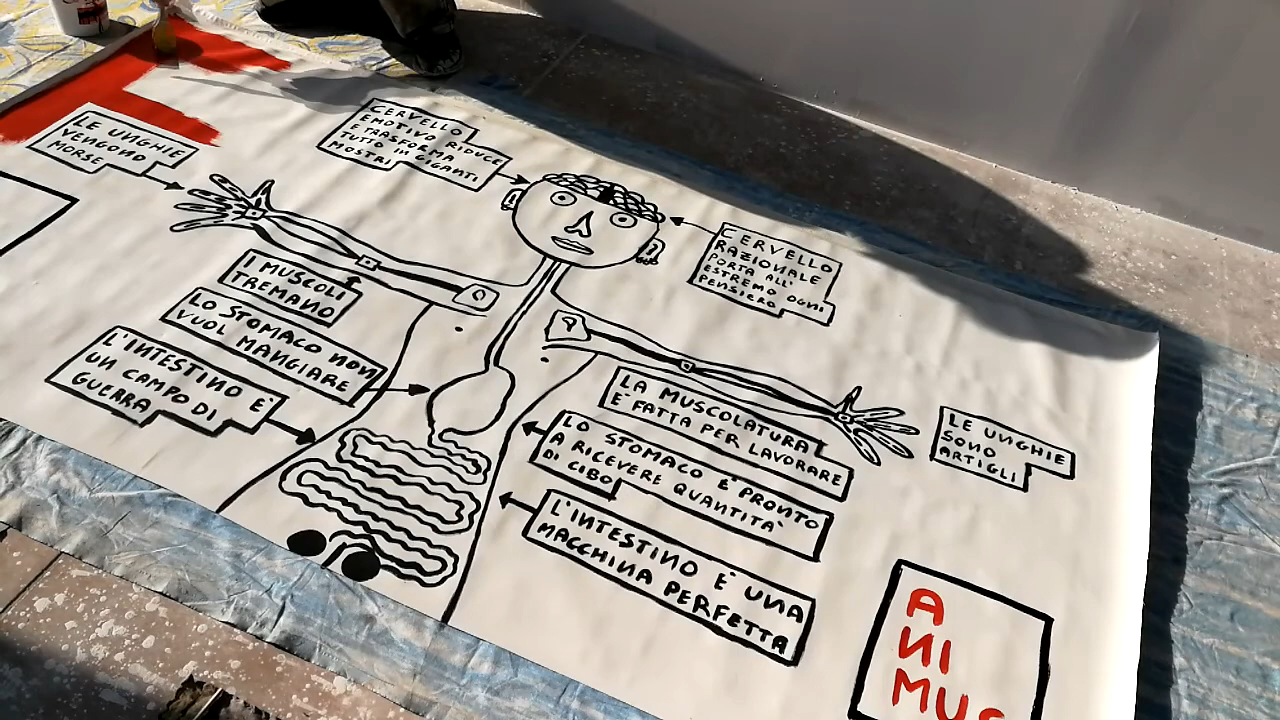 LE UNGHIE
VENGONO
MORSE
CERVELLO
EMOTIVO RIDUCE
E TRASFORMA
TUTTO IN GIGANTI
MOSTRI
CERVELLO
RAZIONALE
PORTA ALL'
ESTREMO OGNI
PENSIERO
I MUSCOLI
TREMANO
LO STOMACO NON
VUOL MANGIARE
L'INTESTINO E'
UN CAMPO DI
GUERRA
LA MUSCOLATURA
E' FATTA PER LAVORARE
LO STOMACO E' PRONTO
A RICEVERE QUANTITA'
DI CIBO
L'INTESTINO E' UNA
MACCHINA PERFETTA
LE UNGHIE
SONO
ARTIGLI
A
NI
MUS